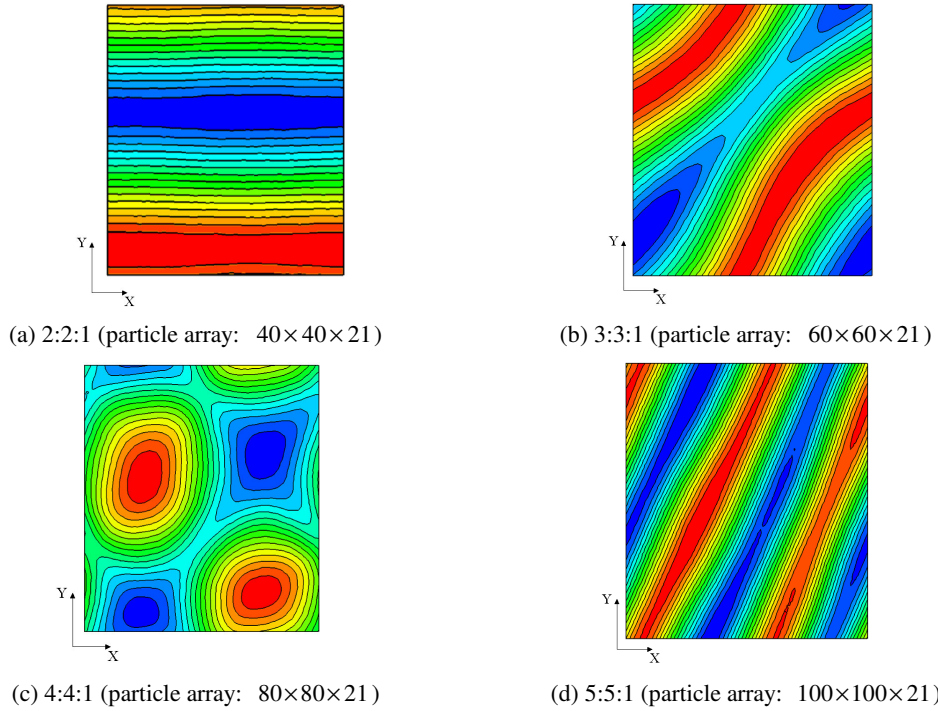 Y
X
Y
X
(a) 2:2:1 (particle array: 40×40×21)
(b) 3:3:1 (particle array: 60×60×21)
Y
X
Y
X
(c) 4:4:1 (particle array: 80×80×21)
(d) 5:5:1 (particle array: 100×100×21)